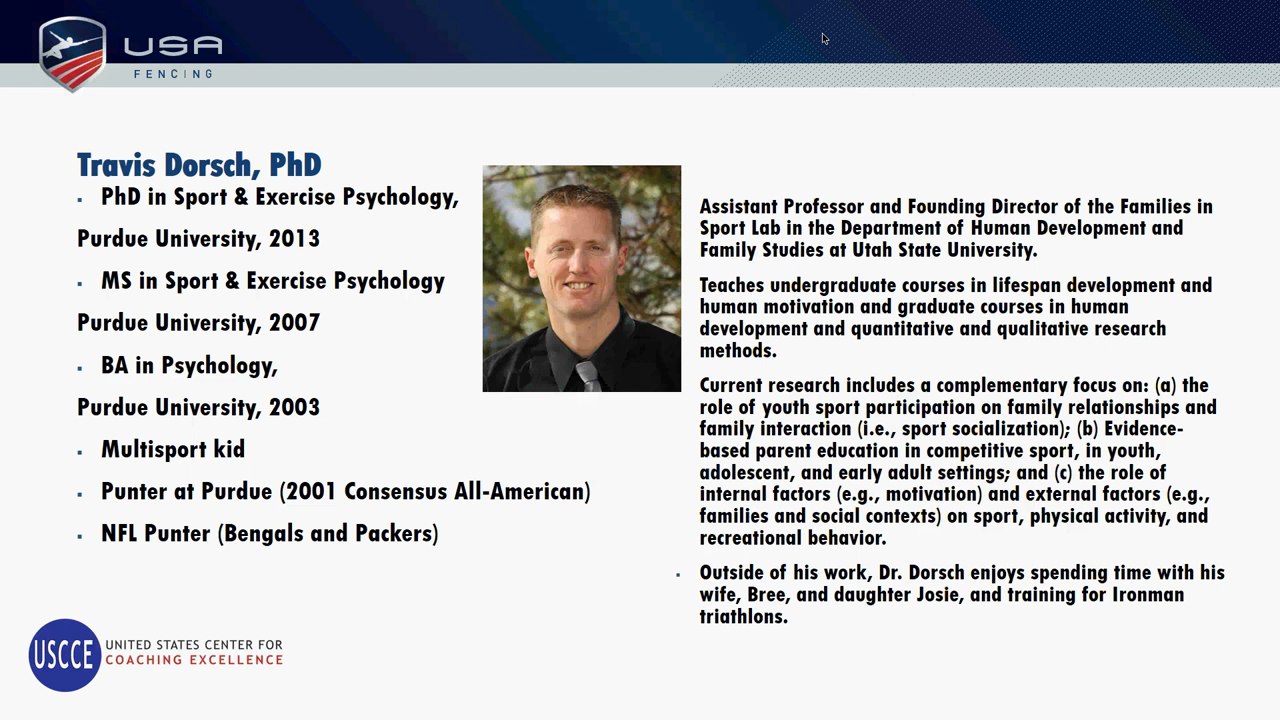 USA
FENCING
Travis Dorsch, PhD
▪ PhD in Sport & Exercise Psychology,
Purdue University, 2013
▪ MS in Sport & Exercise Psychology
Purdue University, 2007
▪ BA in Psychology,
Purdue University, 2003
▪ Multisport kid
▪ Punter at Purdue (2001 Consensus All-American)
▪ NFL Punter (Bengals and Packers)
Assistant Professor and Founding Director of the Families in
Sport Lab in the Department of Human Development and
Family Studies at Utah State University.
Teaches undergraduate courses in lifespan development and
human motivation and graduate courses in human
development and quantitative and qualitative research
methods.
Current research includes a complementary focus on: (a) the
role of youth sport participation on family relationships and
family interaction (i.e., sport socialization); (b) Evidence-
based parent education in competitive sport, in youth,
adolescent, and early adult settings; and (c) the role of
internal factors (e.g., motivation) and external factors (e.g.,
families and social contexts) on sport, physical activity, and
recreational behavior.
▪ Outside of his work, Dr. Dorsch enjoys spending time with his
wife, Bree, and daughter Josie, and training for Ironman
triathlons.
USCCE
UNITED STATES CENTER FOR
COACHING EXCELLENCE